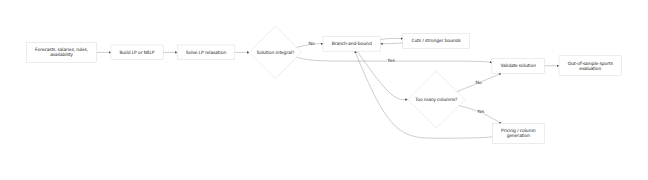 Forecasts, salaries, rules,
availability
Build LP or MILP
Solve LP relaxation
Solution integral?
No
Branch-and-bound
Cuts / stronger bounds
Yes
Too many columns?
No
Yes
Validate solution
Out-of-sample sports
evaluation
Pricing / column
generation